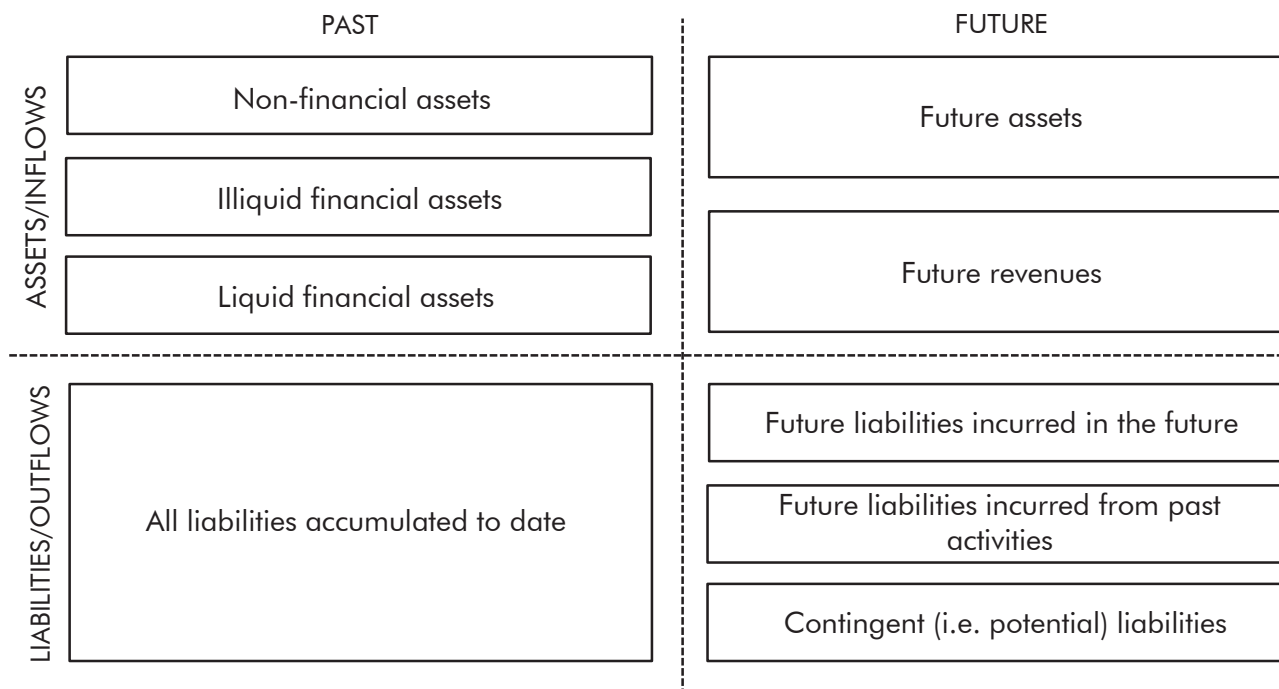 PAST
FUTURE
ASSETS/INFLOWS
Non-financial assets
Illiquid financial assets
Liquid financial assets
Future assets
Future revenues
LIABILITIES/OUTFLOWS
All liabilities accumulated to date
Future liabilities incurred in the future
Future liabilities incurred from past
activities
Contingent (i.e. potential) liabilities